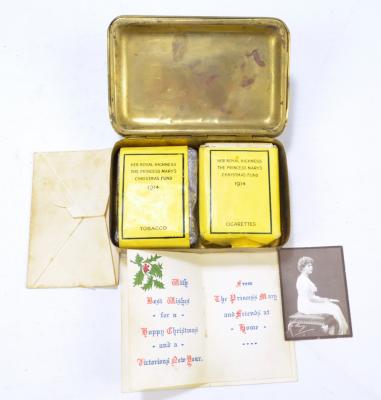 HER ROYAL HIGHNESS
THE PRINCESS MARY'S
CHRISTMAS FUND
1914
TOBACCO
HER ROYAL HIGHNESS
THE PRINCESS MARY'S
CHRISTMAS FUND
1914
CIGARETTES
With
Best Wishes
for a
Happy Christmas
and a
Victorious New Year.
From
The Princess Mary
and Friends at
Home